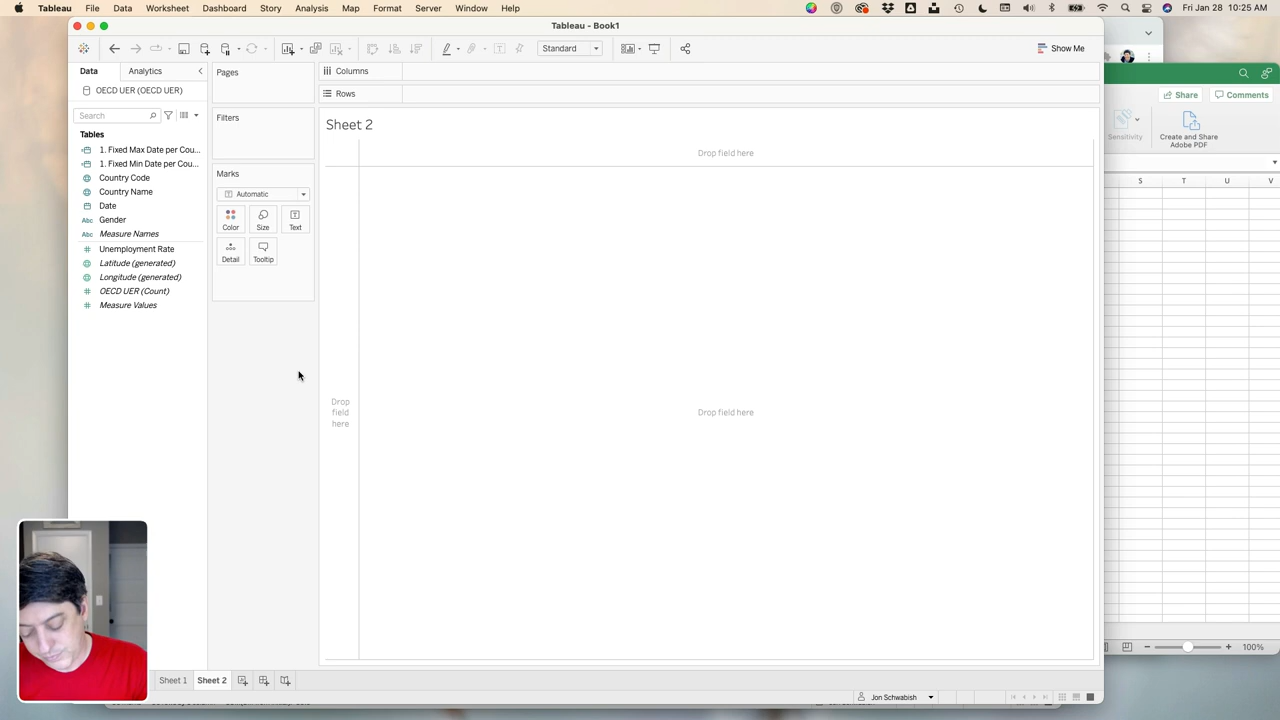 Tableau File Data Worksheet Dashboard Story Analysis Map Format Server Window Help
Fri Jan 28 10:25 AM
Tableau - Book1
Standard
Show Me
Data
Analytics
OECD UER (OECD UER)
Search
Tables
1. Fixed Max Date per Cou...
1. Fixed Min Date per Cou...
Country Code
Country Name
Date
Abc Gender
Abc Measure Names
Unemployment Rate
Latitude (generated)
Longitude (generated)
OECD UER (Count)
Measure Values
Pages
Filters
Marks
Automatic
Color
Size
Text
Detail
Tooltip
Columns
Rows
Sheet 2
Drop field here
Drop
field
here
Drop field here
Share
Comments
Sensitivity
Create and Share
Adobe PDF
S T U V
100%
Sheet 1
Sheet 2
Jon Schwabish